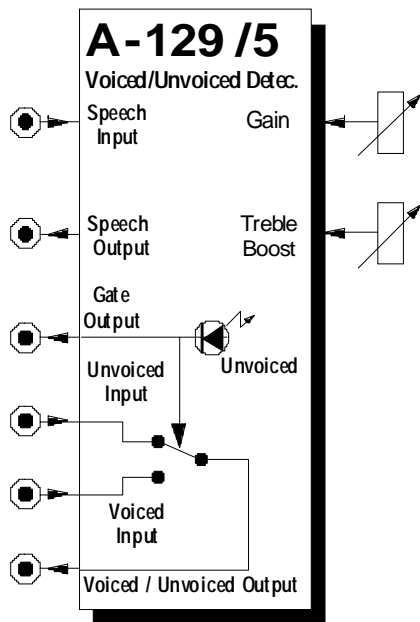 A-129 /5
Voiced/Unvoiced Detec.
Speech
Input
Gain
Speech
Output
Treble
Boost
Gate
Output
Unvoiced
Unvoiced
Input
Voiced
Input
Voiced / Unvoiced Output